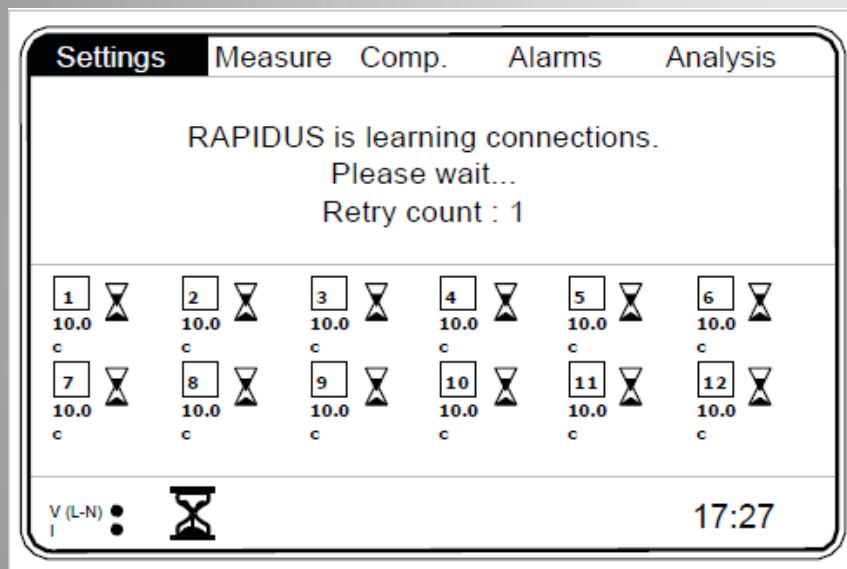 Settings Measure Comp. Alarms Analysis
RAPIDUS is learning connections.
Please wait...
Retry count : 1
1 2 3 4 5 6
10.0 10.0 10.0 10.0 10.0 10.0
c c c c c c
7 8 9 10 11 12
10.0 10.0 10.0 10.0 10.0 10.0
c c c c c c
V (L-N) 17:27
I